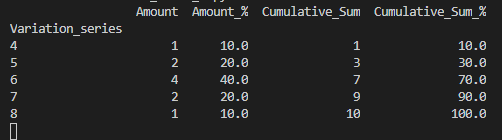 Amount Amount_% Cumulative_Sum Cumulative_Sum_%
Variation_series
4 1 10.0 1 10.0
5 2 20.0 3 30.0
6 4 40.0 7 70.0
7 2 20.0 9 90.0
8 1 10.0 10 100.0